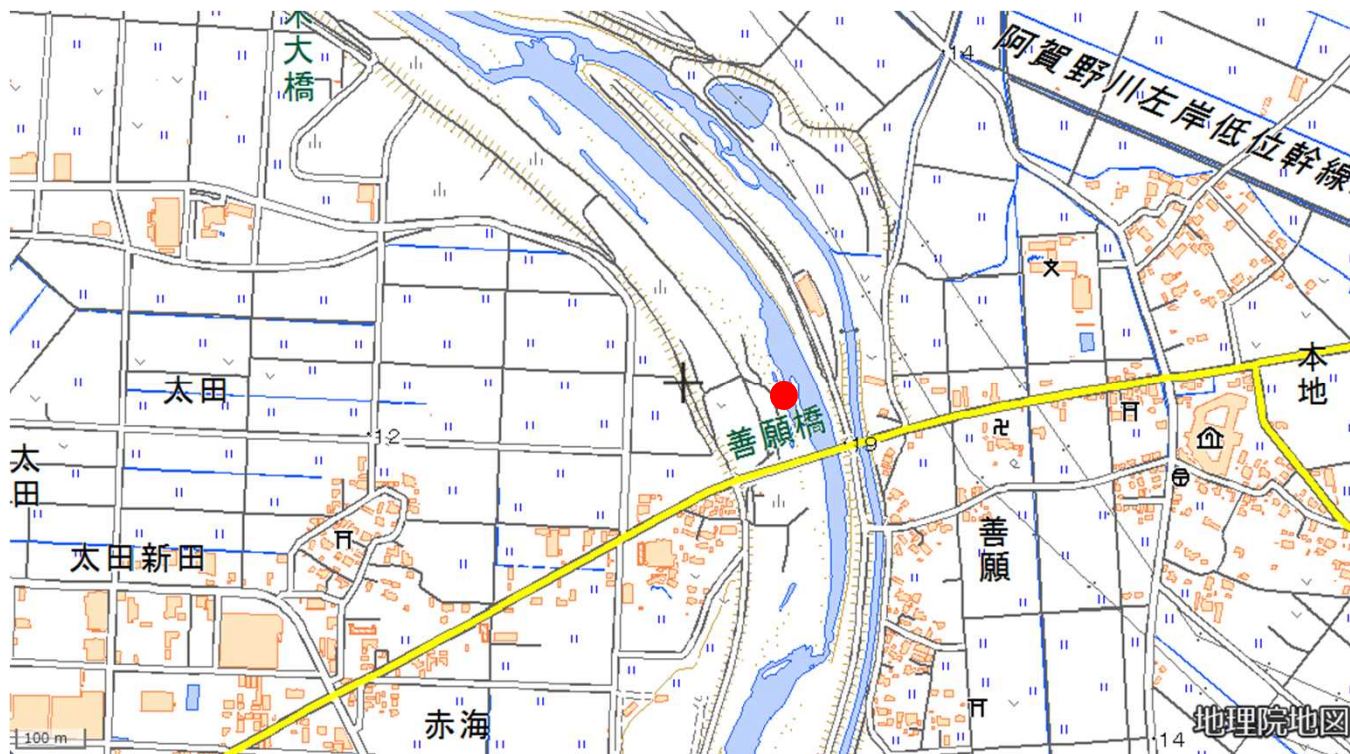 大橋
14
阿賀野川左岸低位幹線
本地
太田
12
善願橋
19
太田
太田新田
善願
赤海
100 m
14
地理院地図